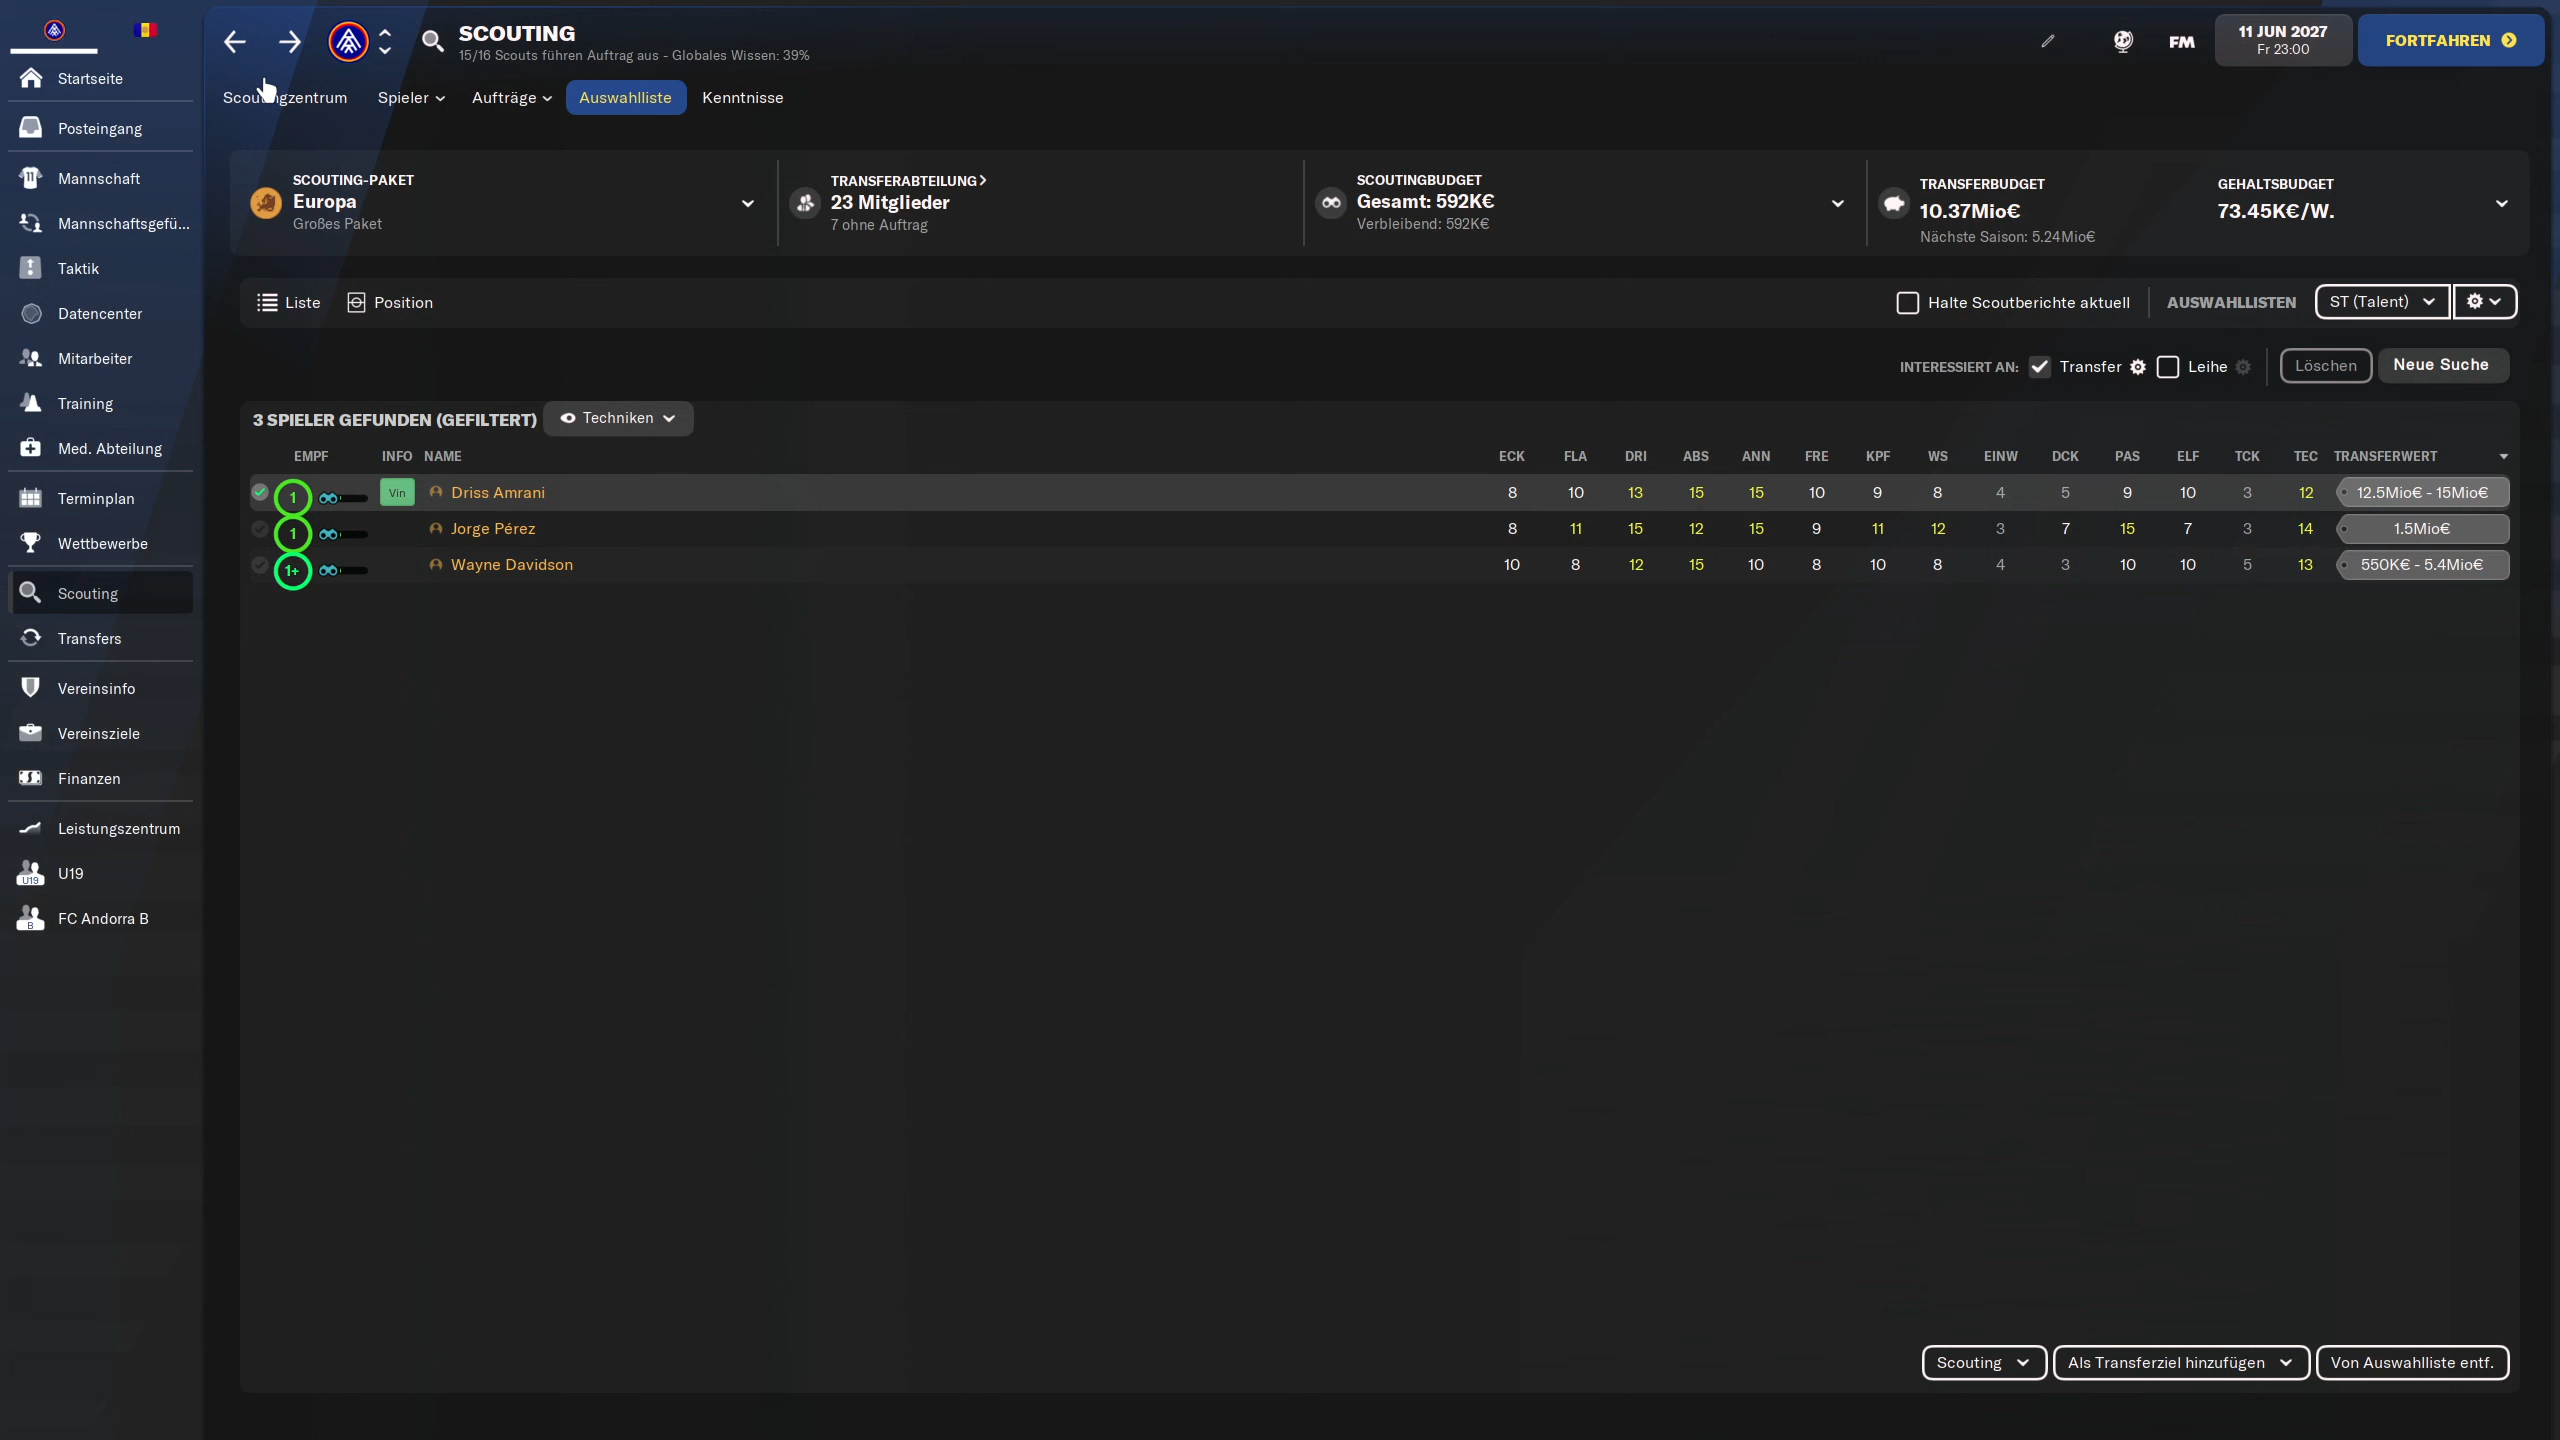 SCOUTING
15/16 Scouts führen Auftrag aus - Globales Wissen: 39%
FM
11 JUN 2027
Fr 23:00
FORTFAHREN
Scoutingzentrum
Spieler
Aufträge
Auswahlliste
Kenntnisse
Startseite
Posteingang
Mannschaft
Mannschaftsgefü...
Taktik
Datencenter
Mitarbeiter
Training
Med. Abteilung
Terminplan
Wettbewerbe
Scouting
Transfers
Vereinsinfo
Vereinsziele
Finanzen
Leistungszentrum
U19
U19
B
FC Andorra B
SCOUTING-PAKET
Europa
Großes Paket
TRANSFERABTEILUNG
23 Mitglieder
7 ohne Auftrag
SCOUTINGBUDGET
Gesamt: 592K€
Verbleibend: 592K€
TRANSFERBUDGET
10.37Mio€
Nächste Saison: 5.24Mio€
GEHALTSBUDGET
73.45K€/W.
Liste
Position
Halte Scoutberichte aktuell
AUSWAHLLISTEN
ST (Talent)
INTERESSIERT AN:
Transfer
Leihe
Löschen
Neue Suche
3 SPIELER GEFUNDEN (GEFILTERT)
Techniken
EMPF INFO NAME ECK FLA DRI ABS ANN FRE KPF WS EINW DCK PAS ELF TCK TEC TRANSFERWERT
1 Vin Driss Amrani 8 10 13 15 15 10 9 8 4 5 9 10 3 12 12.5Mio€ - 15Mio€
1 Jorge Pérez 8 11 15 12 15 9 11 12 3 7 15 7 3 14 1.5Mio€
1+ Wayne Davidson 10 8 12 15 10 8 10 8 4 3 10 10 5 13 550K€ - 5.4Mio€
Scouting
Als Transferziel hinzufügen
Von Auswahlliste entf.